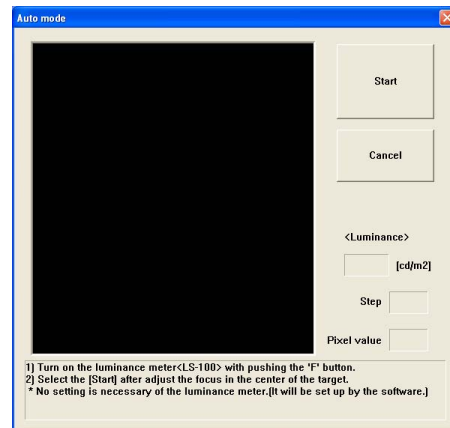 Auto mode
Start
Cancel
<Luminance>
[cd/m2]
Step
Pixel value
1) Turn on the luminance meter<LS-100> with pushing the 'F' button.
2) Select the [Start] after adjust the focus in the center of the target.
* No setting is necessary of the luminance meter.(It will be set up by the software.)